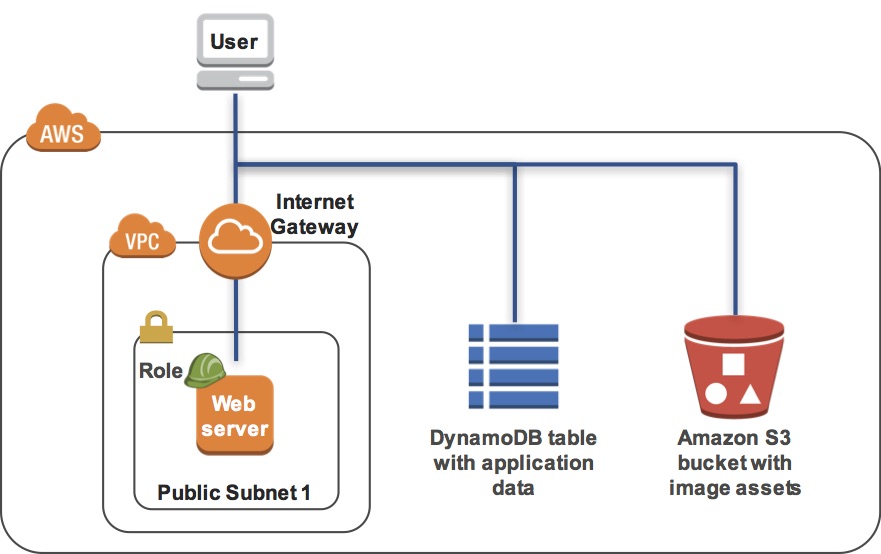 User
AWS
Internet
Gateway
VPC
Role
Web
server
Public Subnet 1
DynamoDB table
with application
data
Amazon S3
bucket with
image assets